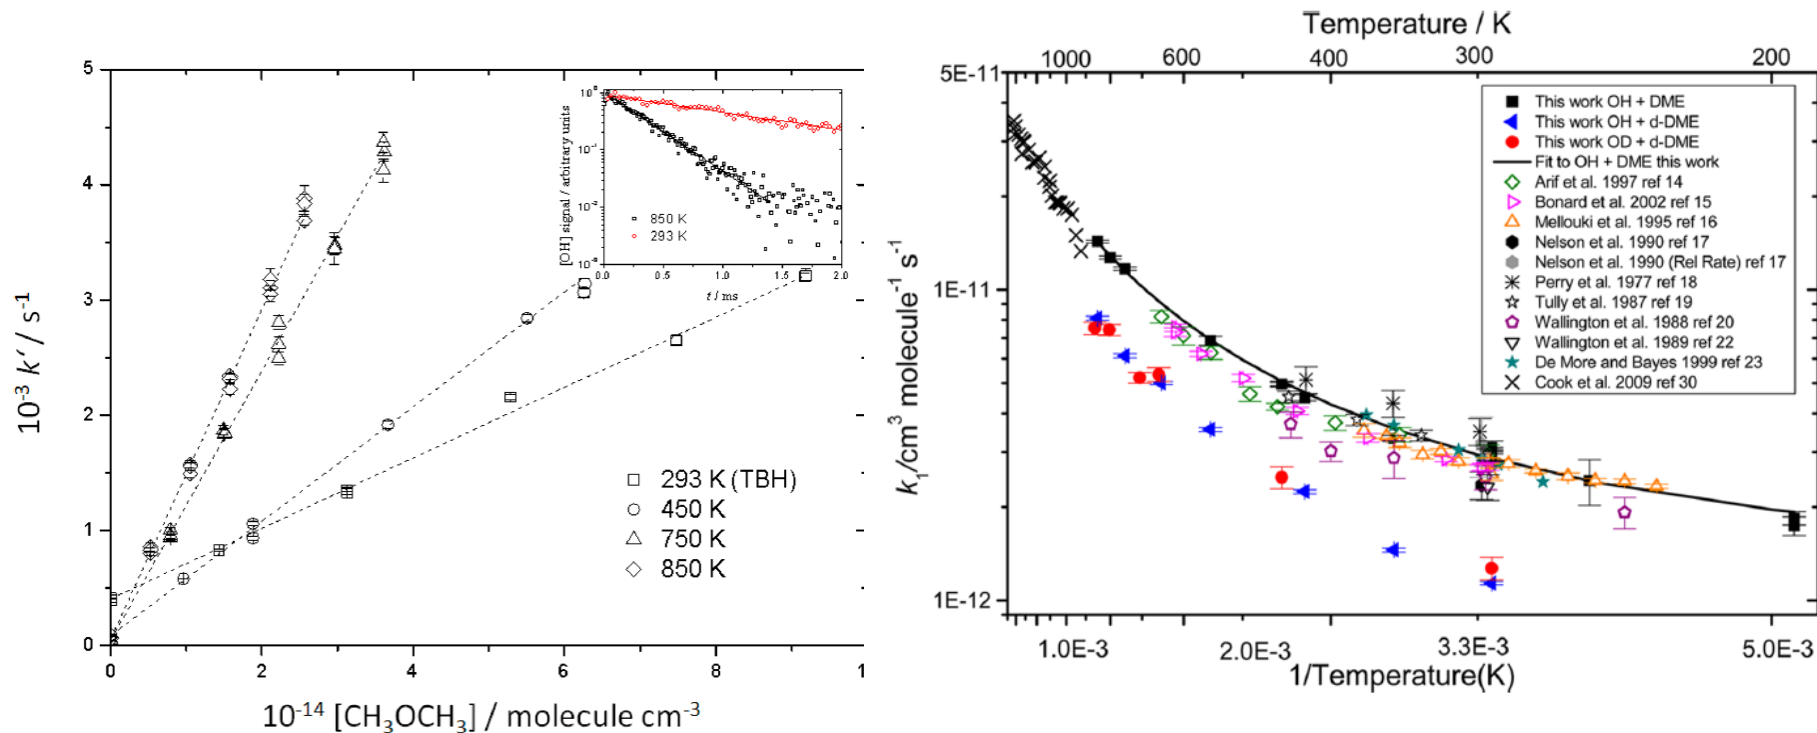 5
4
3
2
1
0
10⁻³ k′ / s⁻¹
0
2
4
6
8
1
10⁻¹⁴ [CH₃OCH₃] / molecule cm⁻³
293 K (TBH)
450 K
750 K
850 K
10⁰
10⁻¹
10⁻²
10⁻³
[OH] signal / arbitrary units
850 K
293 K
0.0
0.5
1.0
1.5
2.0
t / ms
Temperature / K
1000
600
400
300
200
5E-11
1E-11
1E-12
k₁/cm³ molecule⁻¹ s⁻¹
This work OH + DME
This work OH + d-DME
This work OD + d-DME
Fit to OH + DME this work
Arif et al. 1997 ref 14
Bonard et al. 2002 ref 15
Mellouki et al. 1995 ref 16
Nelson et al. 1990 ref 17
Nelson et al. 1990 (Rel Rate) ref 17
Perry et al. 1977 ref 18
Tully et al. 1987 ref 19
Wallington et al. 1988 ref 20
Wallington et al. 1989 ref 22
De More and Bayes 1999 ref 23
Cook et al. 2009 ref 30
1.0E-3
2.0E-3
3.3E-3
5.0E-3
1/Temperature(K)